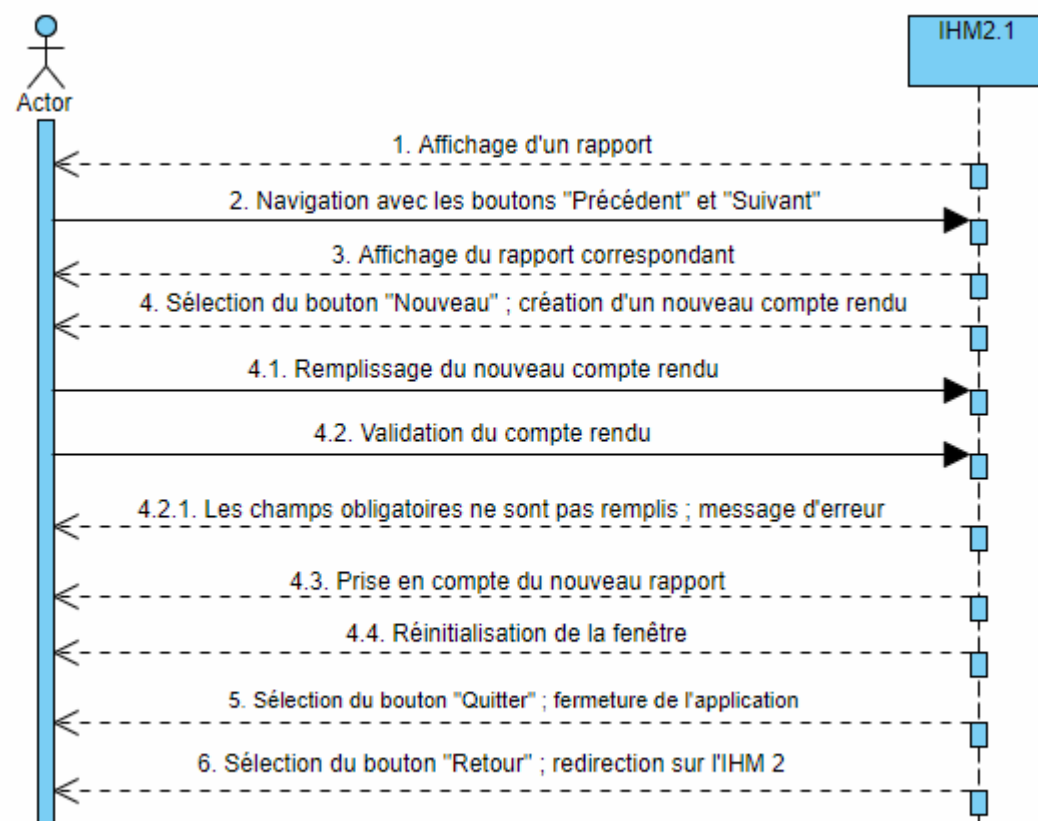 IHM2.1
Actor
1. Affichage d'un rapport
2. Navigation avec les boutons "Précédent" et "Suivant"
3. Affichage du rapport correspondant
4. Sélection du bouton "Nouveau" ; création d'un nouveau compte rendu
4.1. Remplissage du nouveau compte rendu
4.2. Validation du compte rendu
4.2.1. Les champs obligatoires ne sont pas remplis ; message d'erreur
4.3. Prise en compte du nouveau rapport
4.4. Réinitialisation de la fenêtre
5. Sélection du bouton "Quitter" ; fermeture de l'application
6. Sélection du bouton "Retour" ; redirection sur l'IHM 2